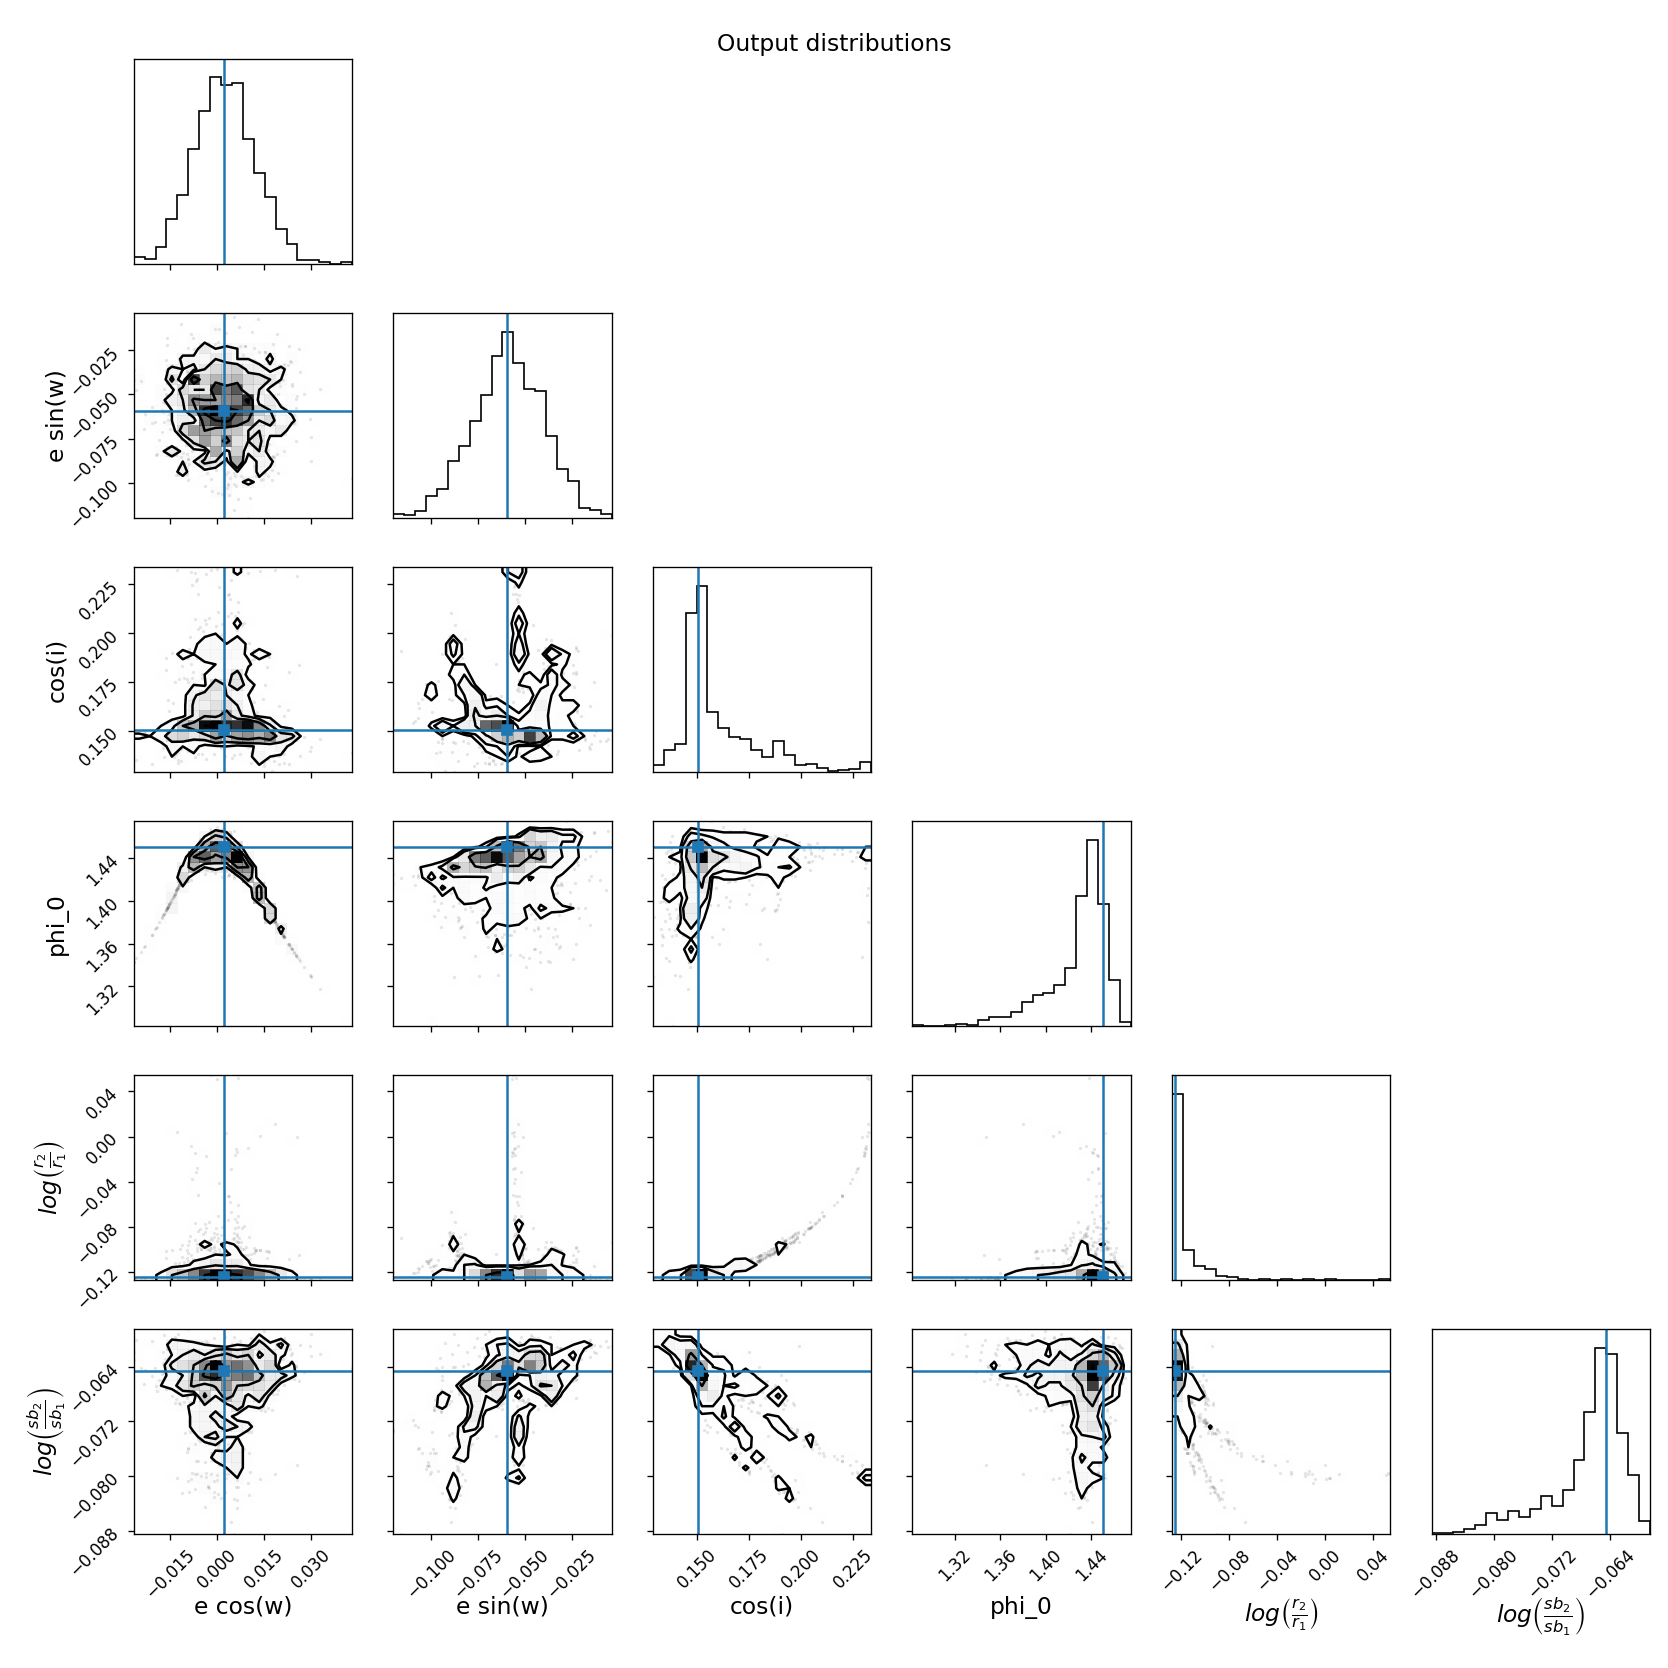 Output distributions
e sin(w)
−0.025
−0.050
−0.075
−0.100
cos(i)
0.225
0.200
0.175
0.150
phi_0
1.44
1.40
1.36
1.32
log(r₂/r₁)
0.04
0.00
−0.04
−0.08
−0.12
log(sb₂/sb₁)
−0.064
−0.072
−0.080
−0.088
−0.015 0.000 0.015 0.030
e cos(w)
−0.100 −0.075 −0.050 −0.025
e sin(w)
0.150 0.175 0.200 0.225
cos(i)
1.32 1.36 1.40 1.44
phi_0
−0.12 −0.08 −0.04 0.00 0.04
log(r₂/r₁)
−0.088 −0.080 −0.072 −0.064
log(sb₂/sb₁)